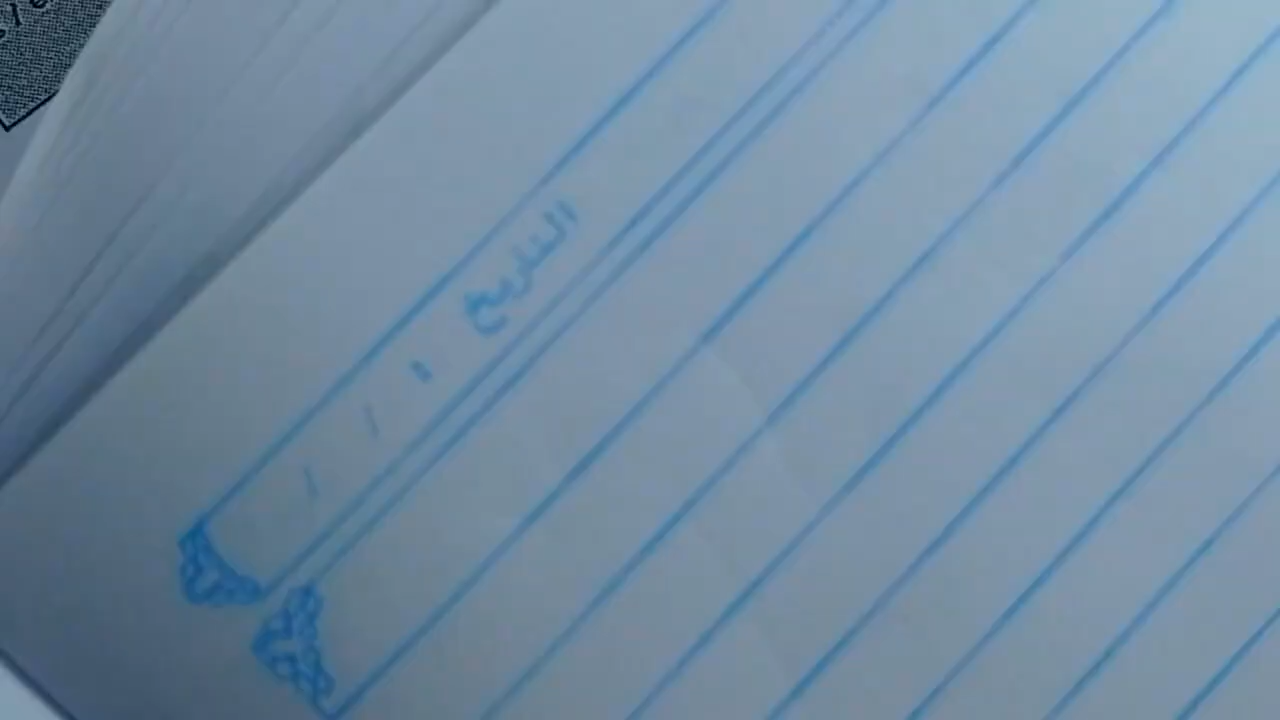 التاريخ : / /